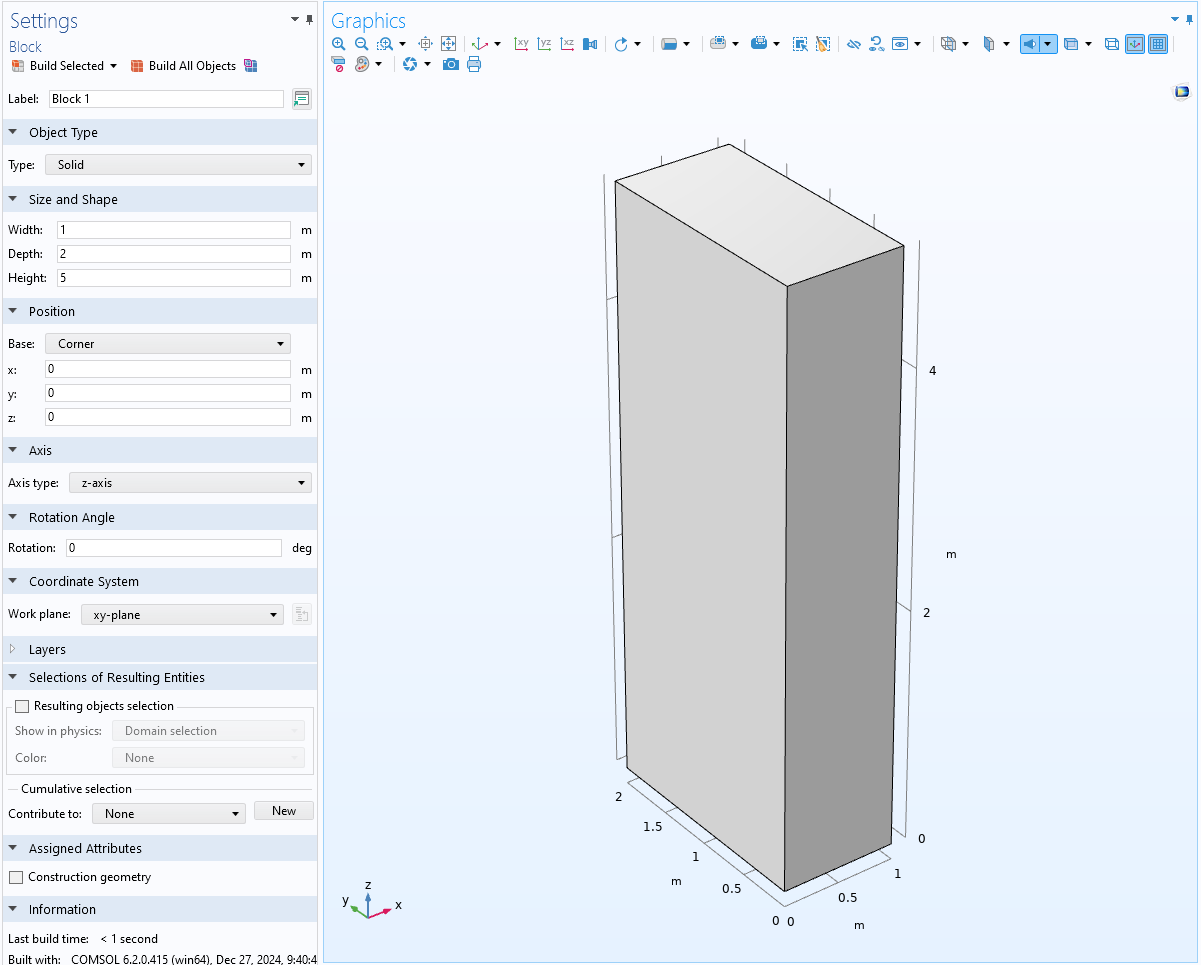 Settings
Block
Build Selected Build All Objects
Label: Block 1
Object Type
Type: Solid
Size and Shape
Width: 1 m
Depth: 2 m
Height: 5 m
Position
Base: Corner
x: 0 m
y: 0 m
z: 0 m
Axis
Axis type: z-axis
Rotation Angle
Rotation: 0 deg
Coordinate System
Work plane: xy-plane
Layers
Selections of Resulting Entities
Resulting objects selection
Show in physics: Domain selection
Color: None
Cumulative selection
Contribute to: None New
Assigned Attributes
Construction geometry
Information
Last build time: < 1 second
Built with: COMSOL 6.2.0.415 (win64), Dec 27, 2024, 9:40:4
Graphics
xy yz xz
4
m
2
0
2
1.5
1
m
0.5
0 0
0.5
1
m
z
y
x